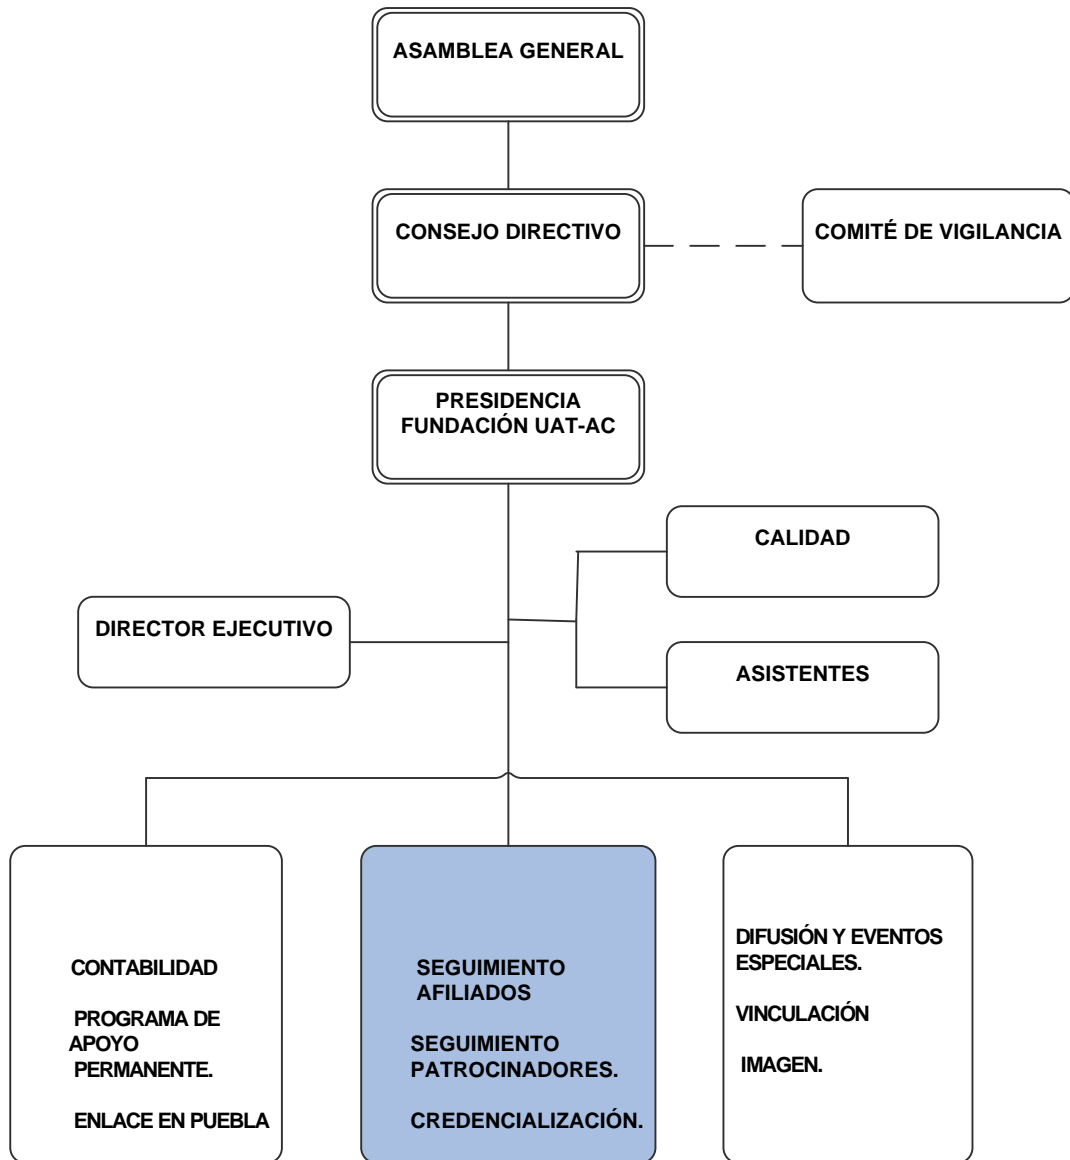 ASAMBLEA GENERAL
CONSEJO DIRECTIVO
COMITÉ DE VIGILANCIA
PRESIDENCIA
FUNDACIÓN UAT-AC
CALIDAD
DIRECTOR EJECUTIVO
ASISTENTES
CONTABILIDAD
PROGRAMA DE
APOYO
PERMANENTE.
ENLACE EN PUEBLA
SEGUIMIENTO
AFILIADOS
SEGUIMIENTO
PATROCINADORES.
CREDENCIALIZACIÓN.
DIFUSIÓN Y EVENTOS
ESPECIALES.
VINCULACIÓN
IMAGEN.